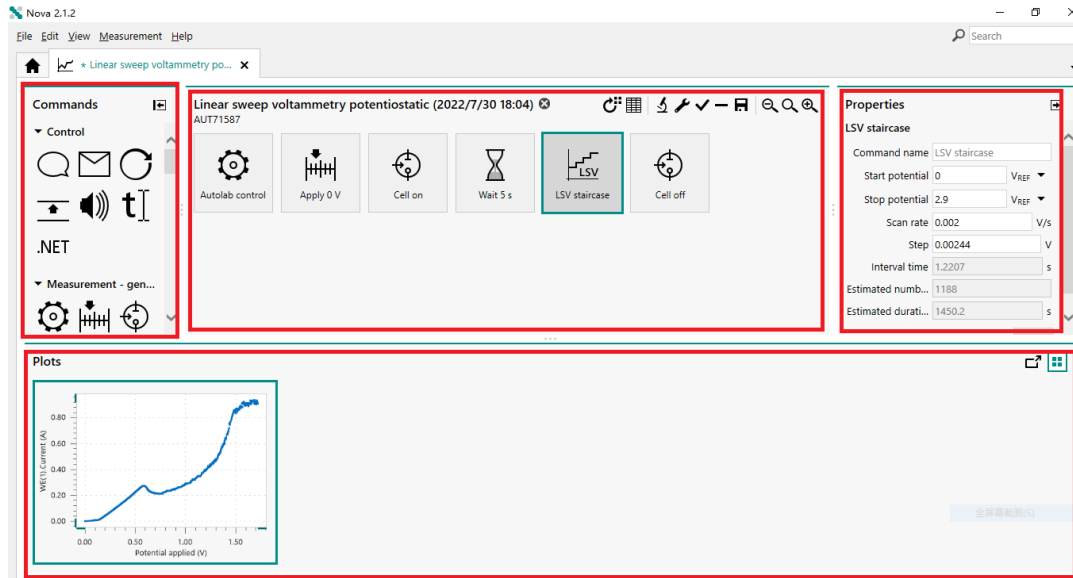 Nova 2.1.2
File Edit View Measurement Help
Search
* Linear sweep voltammetry po...
Commands
Control
t
.NET
Measurement - gen...
Linear sweep voltammetry potentiostatic (2022/7/30 18:04)
AUT71587
Autolab control
Apply 0 V
Cell on
Wait 5 s
LSV
LSV staircase
Cell off
Properties
LSV staircase
Command name LSV staircase
Start potential 0 VREF
Stop potential 2.9 VREF
Scan rate 0.002 V/s
Step 0.00244 V
Interval time 1.2207 s
Estimated numb... 1188
Estimated durati... 1450.2 s
Plots
WE(1).Current (A)
0.80
0.60
0.40
0.20
0.00
0.00 0.50 1.00 1.50
Potential applied (V)
全屏幕截图(S)